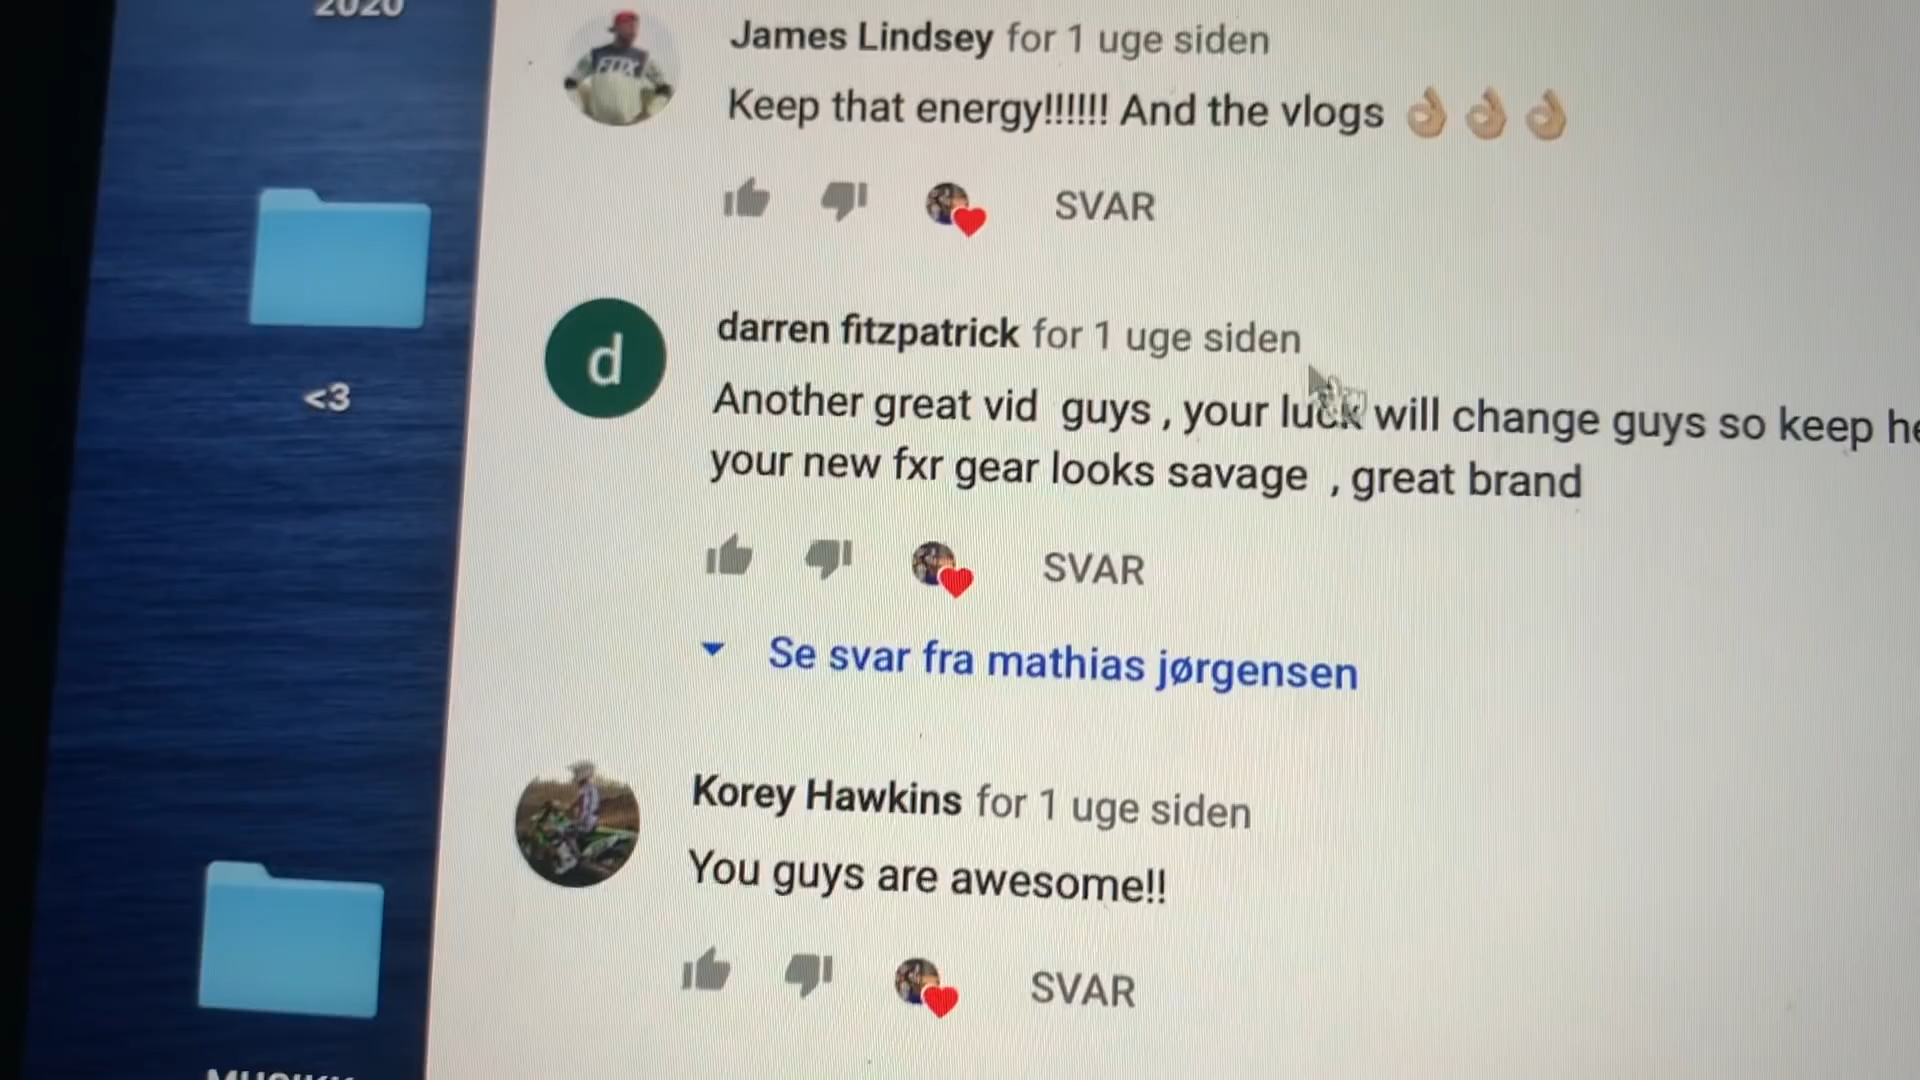 2020
James Lindsey for 1 uge siden
FOX
Keep that energy!!!!!! And the vlogs 👌🏼👌🏼👌🏼
SVAR
d
darren fitzpatrick for 1 uge siden
<3
Another great vid  guys , your luck will change guys so keep
your new fxr gear looks savage  , great brand
SVAR
Se svar fra mathias jørgensen
Korey Hawkins for 1 uge siden
You guys are awesome!!
SVAR